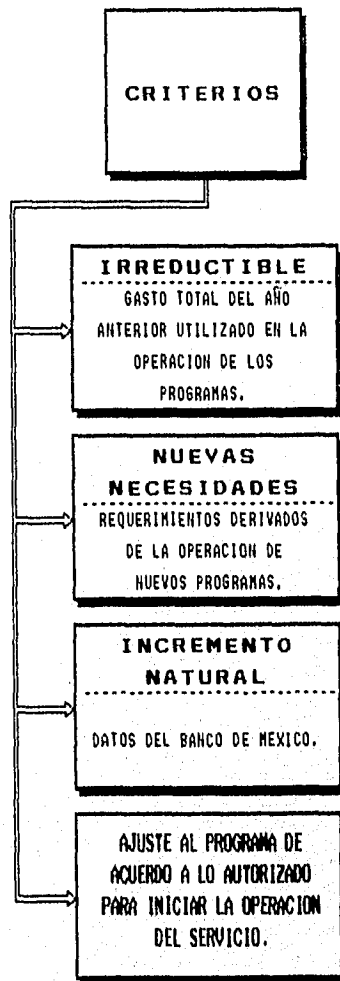 CRITERIOS
IRREDUCTIBLE
GASTO TOTAL DEL AÑO
ANTERIOR UTILIZADO EN LA
OPERACION DE LOS
PROGRAMAS.
NUEVAS
NECESIDADES
REQUERIMIENTOS DERIVADOS
DE LA OPERACION DE
NUEVOS PROGRAMAS.
INCREMENTO
NATURAL
DATOS DEL BANCO DE MEXICO.
AJUSTE AL PROGRAMA DE
ACUERDO A LO AUTORIZADO
PARA INICIAR LA OPERACION
DEL SERVICIO.